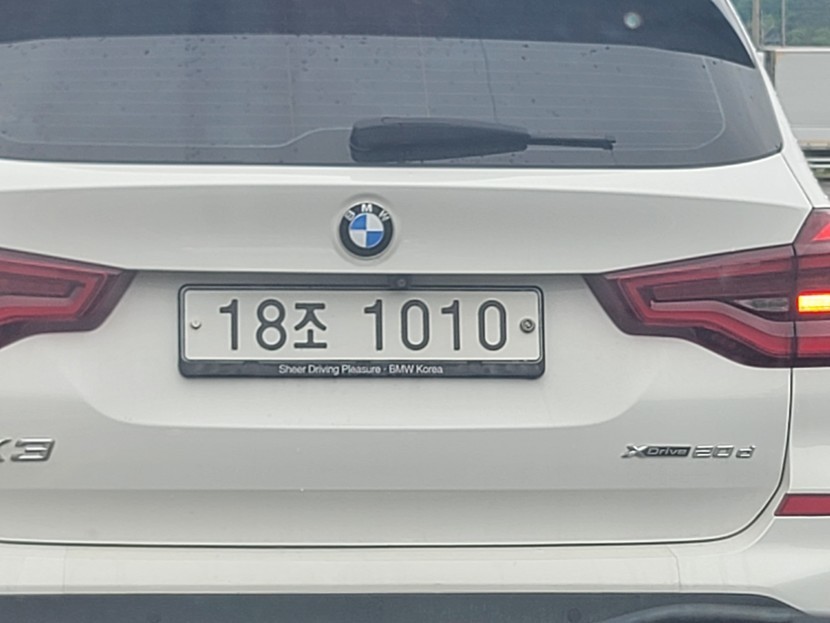 BMW
18조 1010
Sheer Driving Pleasure · BMW Korea
X3
xDrive 20d